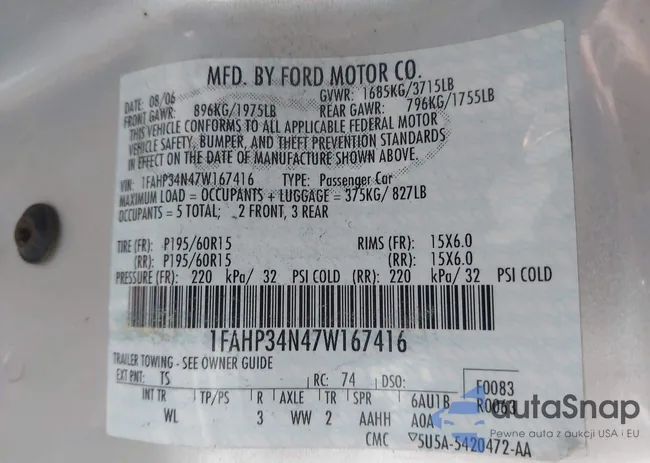 MFD. BY FORD MOTOR CO.
DATE: 08/06 GVWR: 1685KG/3715LB
FRONT GAWR: 896KG/1975LB REAR GAWR: 796KG/1755LB
THIS VEHICLE CONFORMS TO ALL APPLICABLE FEDERAL MOTOR
VEHICLE SAFETY, BUMPER, AND THEFT PREVENTION STANDARDS
IN EFFECT ON THE DATE OF MANUFACTURE SHOWN ABOVE.
VIN: 1FAHP34N47W167416 TYPE: Passenger Car
MAXIMUM LOAD = OCCUPANTS + LUGGAGE = 375KG/ 827LB
OCCUPANTS = 5 TOTAL; 2 FRONT, 3 REAR
TIRE (FR): P195/60R15 RIMS (FR): 15X6.0
(RR): P195/60R15 (RR): 15X6.0
PRESSURE (FR): 220 kPa/ 32 PSI COLD (RR): 220 kPa/ 32 PSI COLD
1FAHP34N47W167416
TRAILER TOWING - SEE OWNER GUIDE
EXT PNT: TS RC: 74 DSO: F0083
INT TR TP/PS R AXLE TR SPR 6AU1B R0063
WL 3 WW 2 AAHH A0A
CMC 5U5A-5420472-AA
autaSnap
Pewne auta z aukcji USA i EU